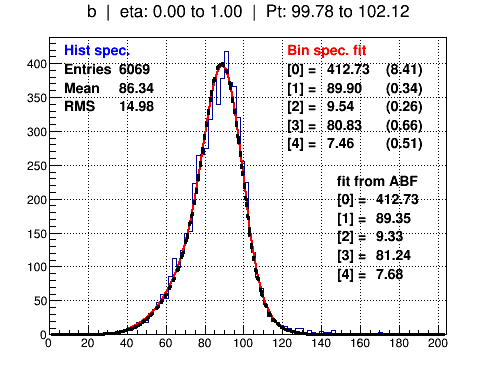 b | eta: 0.00 to 1.00 | Pt: 99.78 to 102.12
Hist spec.
Entries 6069
Mean 86.34
RMS 14.98
Bin spec. fit
[0] = 412.73 (8.41)
[1] = 89.90 (0.34)
[2] = 9.54 (0.26)
[3] = 80.83 (0.66)
[4] = 7.46 (0.51)
fit from ABF
[0] = 412.73
[1] = 89.35
[2] = 9.33
[3] = 81.24
[4] = 7.68
400
350
300
250
200
150
100
50
0
0 20 40 60 80 100 120 140 160 180 200